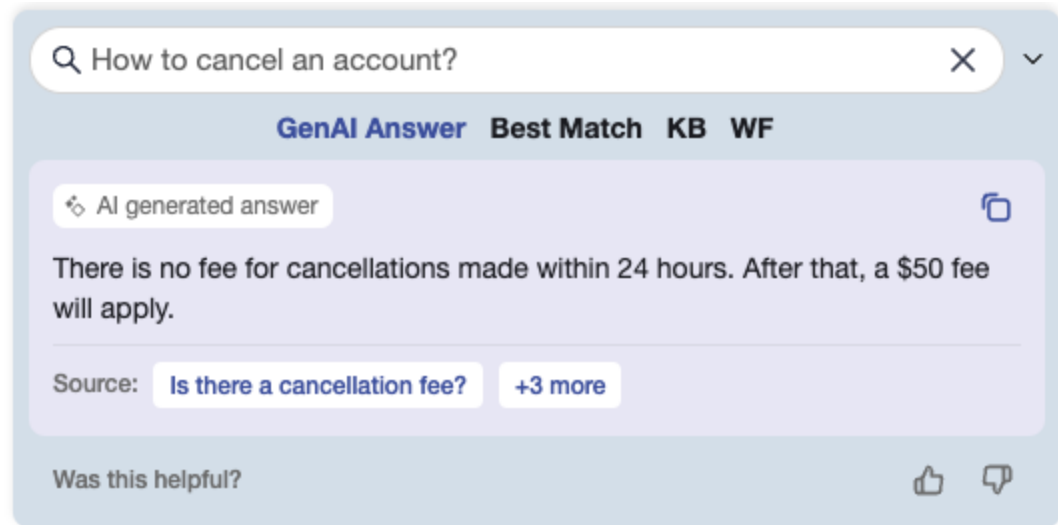 How to cancel an account?
GenAI Answer Best Match KB WF
AI generated answer
There is no fee for cancellations made within 24 hours. After that, a $50 fee
will apply.
Source: Is there a cancellation fee? +3 more
Was this helpful?